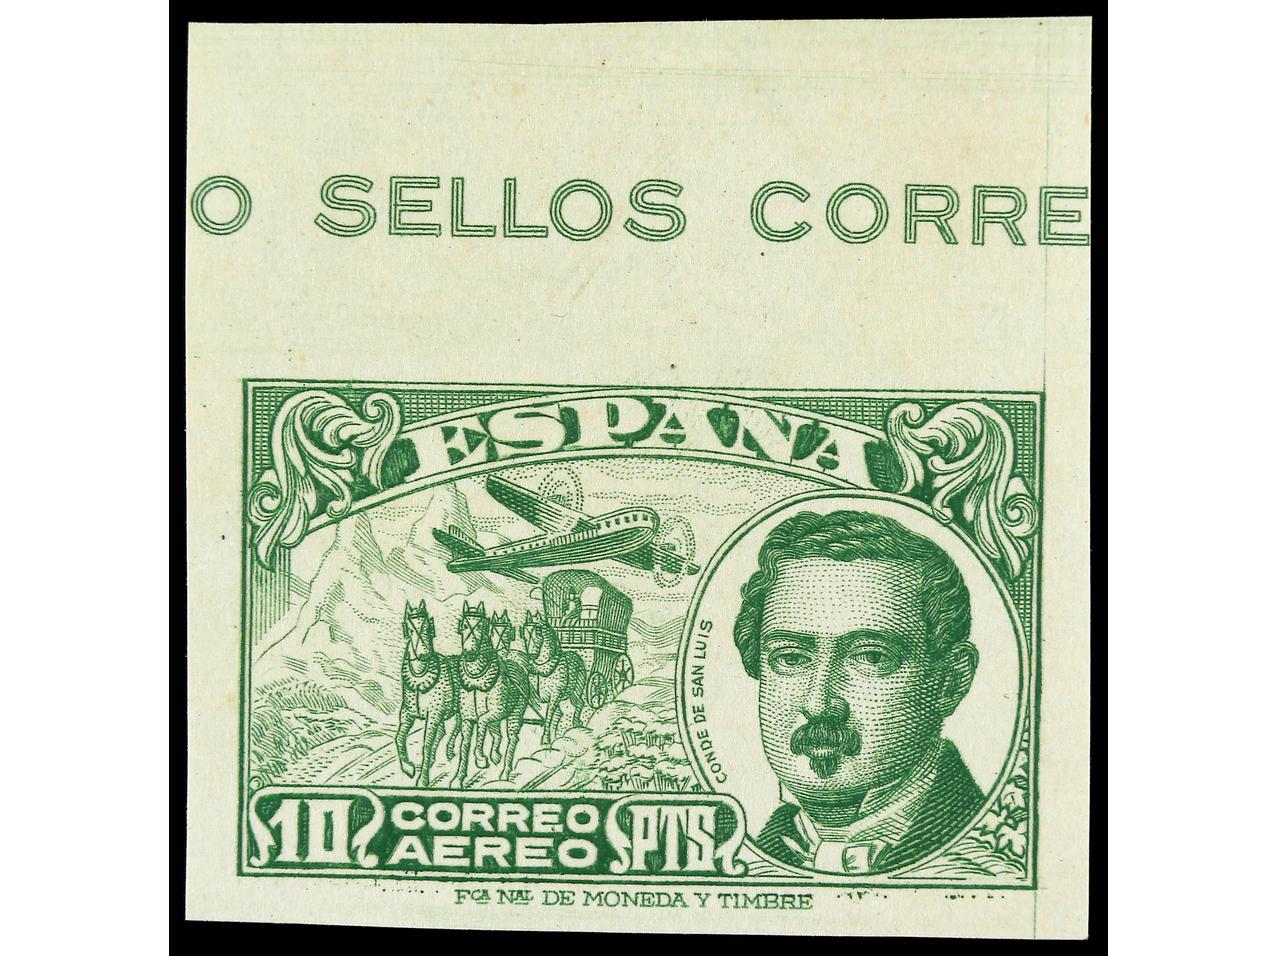 O SELLOS CORRE
ESPAÑA
CONDE DE SAN LUIS
10 CORREO AEREO PTS
FCA NAL DE MONEDA Y TIMBRE